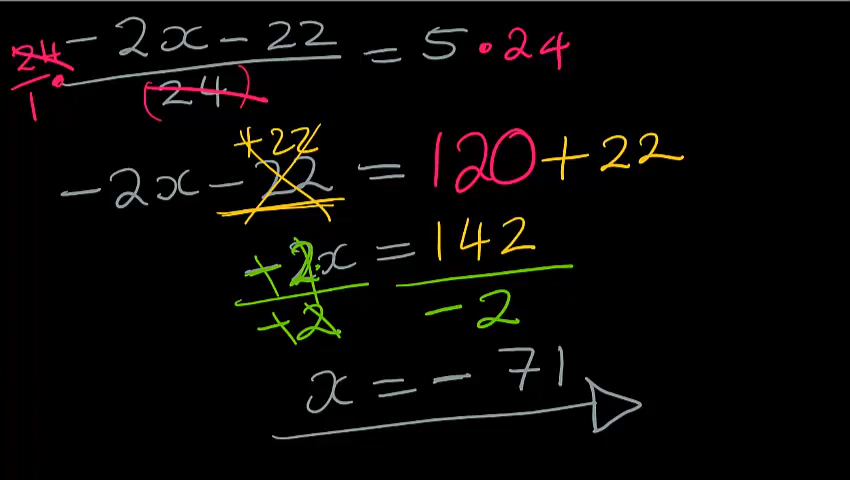 24/1 · (-2x - 22)/(24) = 5 · 24
+22
-2x - 22 = 120 + 22
-2x/-2 = 142/-2
x = -71